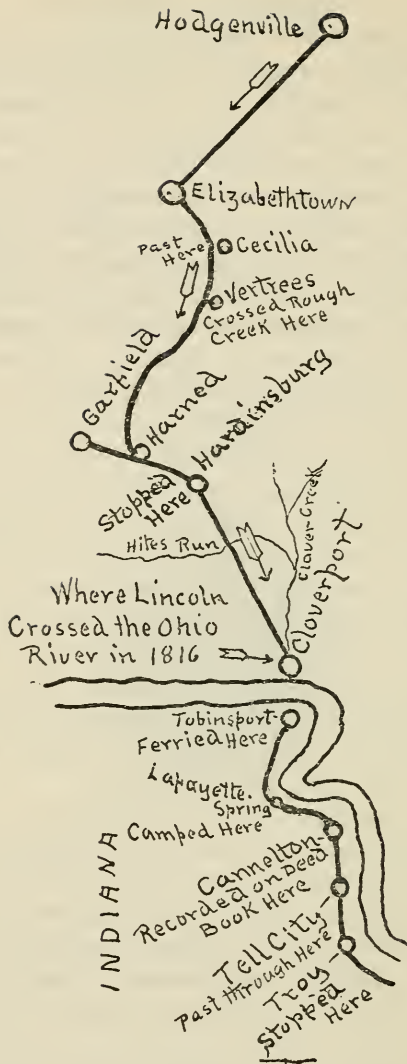 Hodgenville
Elizabethtown
Past
Here
Cecilia
Vertrees
Crossed Rough
Creek Here
Garfield
Harned
Hardinsburg
Stopped
Here
Clover Creek
Hites Run
Cloverport
Where Lincoln
Crossed the Ohio
River in 1816
Tobinsport-
Ferried Here
Lafayette.
Spring
Camped Here
INDIANA
Cannelton-
Recorded on Deed
Book Here
Tell City
Past through Here
Troy
Stopped
Here